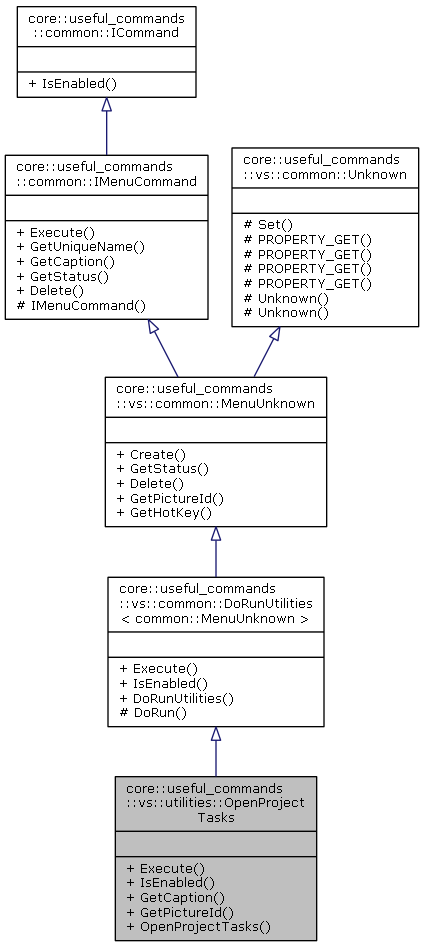 core::useful_commands
::common::ICommand
+ IsEnabled()
core::useful_commands
::common::IMenuCommand
+ Execute()
+ GetUniqueName()
+ GetCaption()
+ GetStatus()
+ Delete()
# IMenuCommand()
core::useful_commands
::vs::common::Unknown
# Set()
# PROPERTY_GET()
# PROPERTY_GET()
# PROPERTY_GET()
# PROPERTY_GET()
# Unknown()
# Unknown()
core::useful_commands
::vs::common::MenuUnknown
+ Create()
+ GetStatus()
+ Delete()
+ GetPictureId()
+ GetHotKey()
core::useful_commands
::vs::common::DoRunUtilities
< common::MenuUnknown >
+ Execute()
+ IsEnabled()
+ DoRunUtilities()
# DoRun()
core::useful_commands
::vs::utilities::OpenProject
Tasks
+ Execute()
+ IsEnabled()
+ GetCaption()
+ GetPictureId()
+ OpenProjectTasks()